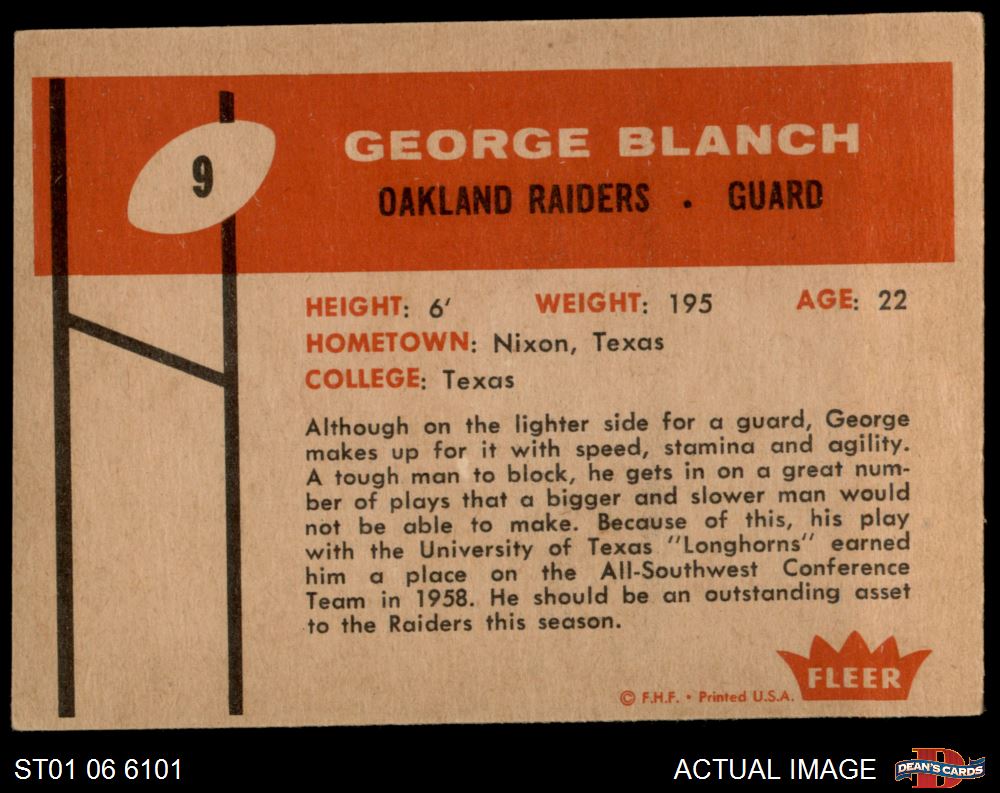 9
GEORGE BLANCH
OAKLAND RAIDERS . GUARD
HEIGHT: 6′ WEIGHT: 195 AGE: 22
HOMETOWN: Nixon, Texas
COLLEGE: Texas
Although on the lighter side for a guard, George
makes up for it with speed, stamina and agility.
A tough man to block, he gets in on a great num-
ber of plays that a bigger and slower man would
not be able to make. Because of this, his play
with the University of Texas "Longhorns" earned
him a place on the All-Southwest Conference
Team in 1958. He should be an outstanding asset
to the Raiders this season.
FLEER
© F.H.F. • Printed U.S.A.
ST01 06 6101
ACTUAL IMAGE
D
DEAN'S CARDS